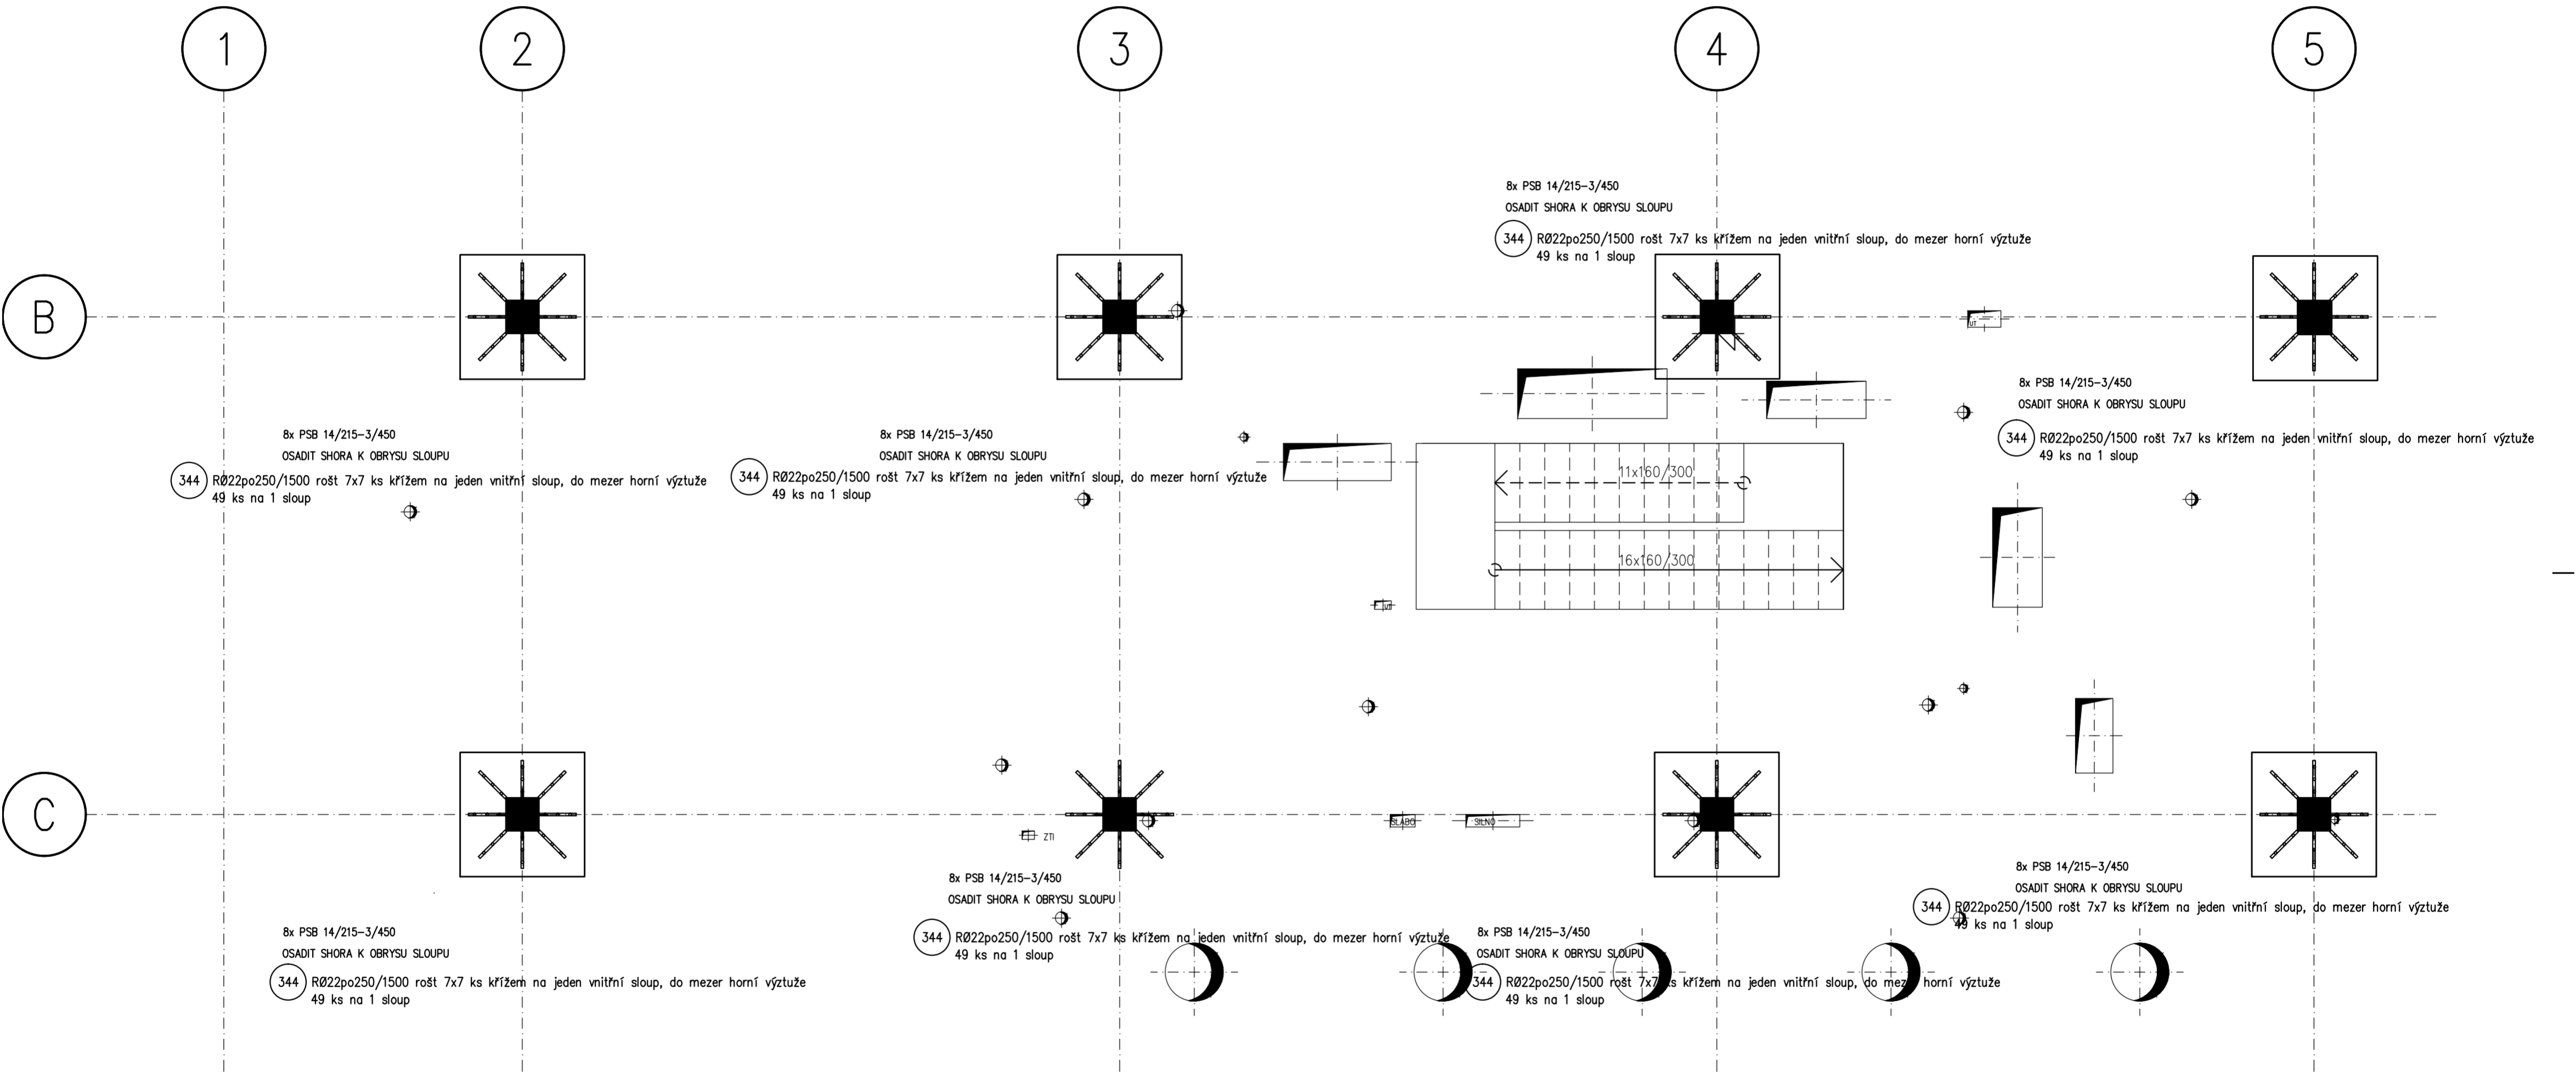 1
2
3
4
5
8x PSB 14/215-3/450
OSADIT SHORA K OBRYSU SLOUPU
344 RØ22po250/1500 rošt 7x7 ks křížem na jeden vnitřní sloup, do mezer horní výztuže
49 ks na 1 sloup
B
UT
8x PSB 14/215-3/450
OSADIT SHORA K OBRYSU SLOUPU
344 RØ22po250/1500 rošt 7x7 ks křížem na jeden vnitřní sloup, do mezer horní výztuže
49 ks na 1 sloup
8x PSB 14/215-3/450
OSADIT SHORA K OBRYSU SLOUPU
344 RØ22po250/1500 rošt 7x7 ks křížem na jeden vnitřní sloup, do mezer horní výztuže
49 ks na 1 sloup
8x PSB 14/215-3/450
OSADIT SHORA K OBRYSU SLOUPU
344 RØ22po250/1500 rošt 7x7 ks křížem na jeden vnitřní sloup, do mezer horní výztuže
49 ks na 1 sloup
11x160/300
16x160/300
UT
C
SLABO
SILNO
ZTI
8x PSB 14/215-3/450
OSADIT SHORA K OBRYSU SLOUPU
344 RØ22po250/1500 rošt 7x7 ks křížem na jeden vnitřní sloup, do mezer horní výztuže
49 ks na 1 sloup
8x PSB 14/215-3/450
OSADIT SHORA K OBRYSU SLOUPU
344 RØ22po250/1500 rošt 7x7 ks křížem na jeden vnitřní sloup, do mezer horní výztuže
49 ks na 1 sloup
8x PSB 14/215-3/450
OSADIT SHORA K OBRYSU SLOUPU
344 RØ22po250/1500 rošt 7x7 ks křížem na jeden vnitřní sloup, do mezer horní výztuže
49 ks na 1 sloup
8x PSB 14/215-3/450
OSADIT SHORA K OBRYSU SLOUPU
344 RØ22po250/1500 rošt 7x7 ks křížem na jeden vnitřní sloup, do mezer horní výztuže
49 ks na 1 sloup